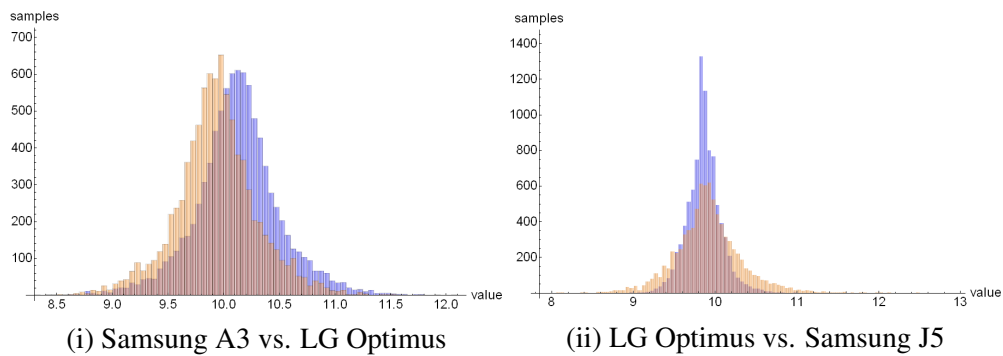 samples
700
600
500
400
300
200
100
8.5 9.0 9.5 10.0 10.5 11.0 11.5 12.0 value
(i) Samsung A3 vs. LG Optimus
samples
1400
1200
1000
800
600
400
200
8 9 10 11 12 13 value
(ii) LG Optimus vs. Samsung J5